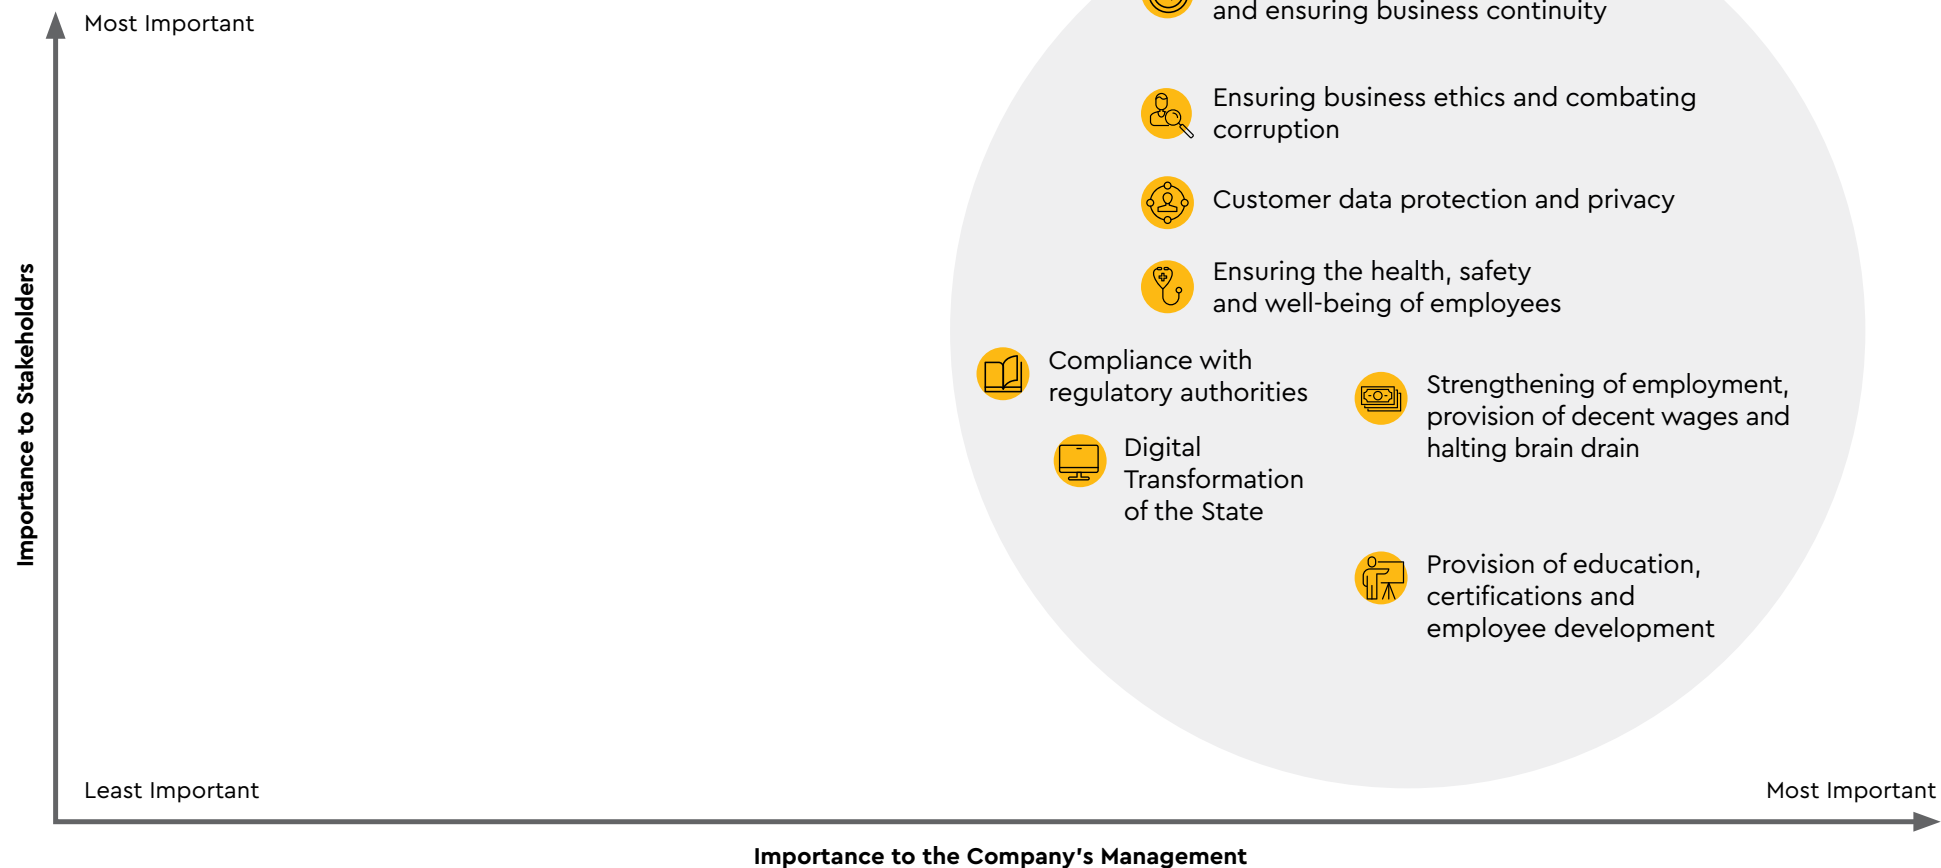 Most Important
and ensuring business continuity
Ensuring business ethics and combating
corruption
Customer data protection and privacy
Ensuring the health, safety
and well-being of employees
Importance to Stakeholders
Compliance with
regulatory authorities
Strengthening of employment,
provision of decent wages and
halting brain drain
Digital
Transformation
of the State
Provision of education,
certifications and
employee development
Least Important
Most Important
Importance to the Company's Management